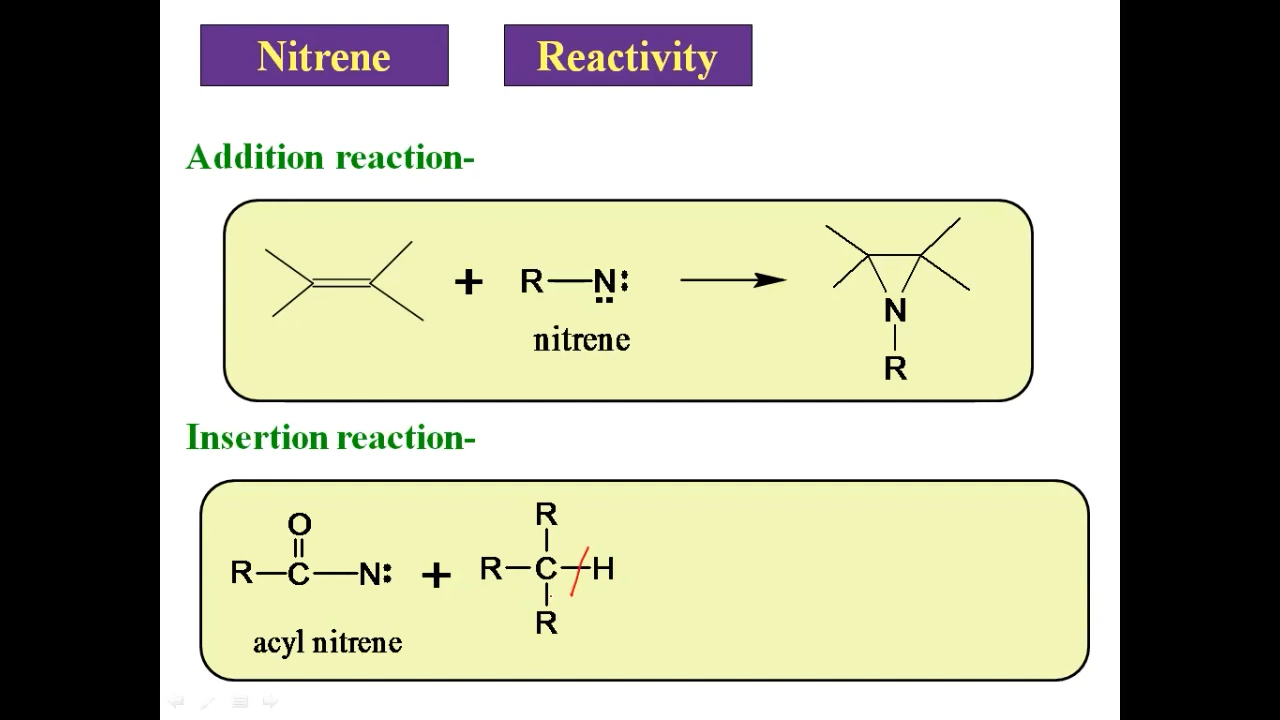 Nitrene Reactivity
Addition reaction-
+ R—N:
nitrene
N
R
Insertion reaction-
R
O
R—C—N: + R—C—H
R
acyl nitrene